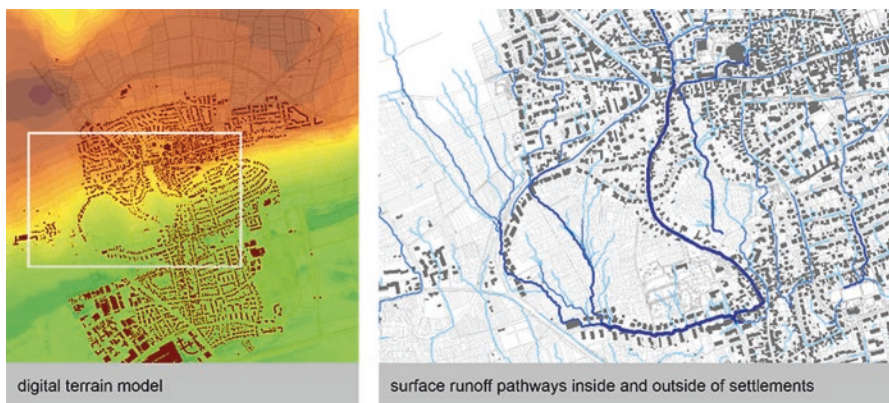 digital terrain model
surface runoff pathways inside and outside of settlements